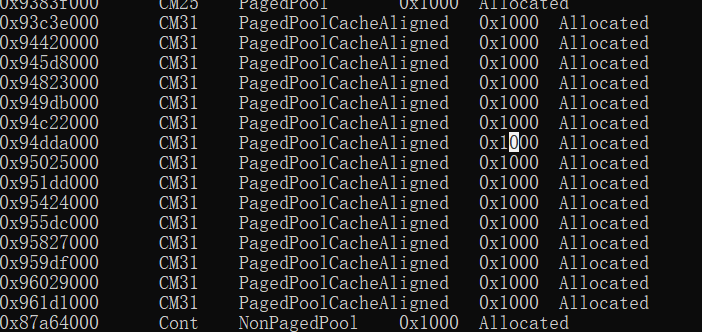 0x9383f000 CM25 PagedPool 0x1000 Allocated
0x93c3e000 CM31 PagedPoolCacheAligned 0x1000 Allocated
0x94420000 CM31 PagedPoolCacheAligned 0x1000 Allocated
0x945d8000 CM31 PagedPoolCacheAligned 0x1000 Allocated
0x94823000 CM31 PagedPoolCacheAligned 0x1000 Allocated
0x949db000 CM31 PagedPoolCacheAligned 0x1000 Allocated
0x94c22000 CM31 PagedPoolCacheAligned 0x1000 Allocated
0x94dda000 CM31 PagedPoolCacheAligned 0x1000 Allocated
0x95025000 CM31 PagedPoolCacheAligned 0x1000 Allocated
0x951dd000 CM31 PagedPoolCacheAligned 0x1000 Allocated
0x95424000 CM31 PagedPoolCacheAligned 0x1000 Allocated
0x955dc000 CM31 PagedPoolCacheAligned 0x1000 Allocated
0x95827000 CM31 PagedPoolCacheAligned 0x1000 Allocated
0x959df000 CM31 PagedPoolCacheAligned 0x1000 Allocated
0x96029000 CM31 PagedPoolCacheAligned 0x1000 Allocated
0x961d1000 CM31 PagedPoolCacheAligned 0x1000 Allocated
0x87a64000 Cont NonPagedPool 0x1000 Allocated